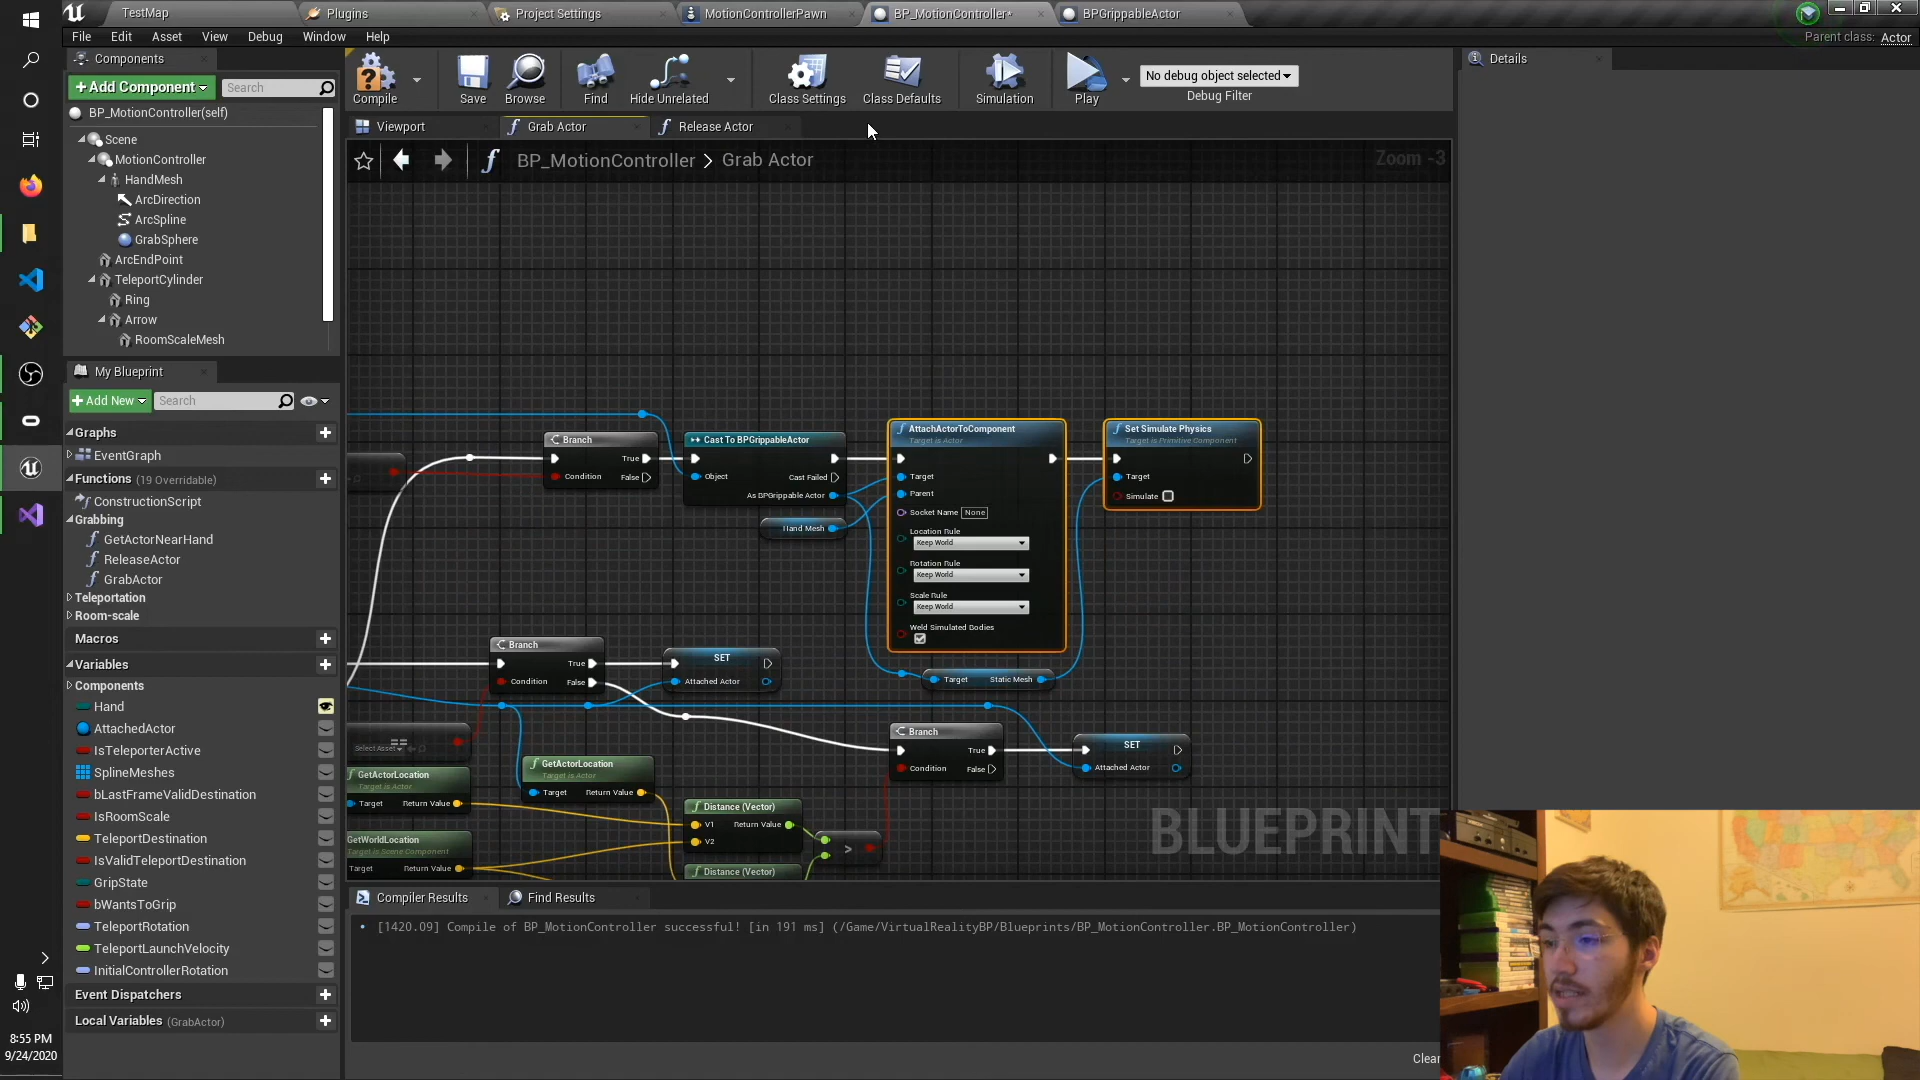 TestMap
Plugins
Project Settings
MotionControllerPawn
BP_MotionController*
BPGrippableActor
File Edit Asset View Debug Window Help
Parent class: Actor
Components
+Add Component
Search
BP_MotionController(self)
Scene
MotionController
HandMesh
ArcDirection
ArcSpline
GrabSphere
ArcEndPoint
TeleportCylinder
Ring
Arrow
RoomScaleMesh
Compile
Save
Browse
Find
Hide Unrelated
Class Settings
Class Defaults
Simulation
Play
No debug object selected
Debug Filter
Details
Viewport
Grab Actor
Release Actor
BP_MotionController > Grab Actor
Zoom -3
My Blueprint
+Add New
Search
Graphs
EventGraph
Functions (19 Overridable)
ConstructionScript
Grabbing
GetActorNearHand
ReleaseActor
GrabActor
Teleportation
Room-scale
Macros
Variables
Components
Hand
AttachedActor
IsTeleporterActive
SplineMeshes
bLastFrameValidDestination
IsRoomScale
TeleportDestination
IsValidTeleportDestination
GripState
bWantsToGrip
TeleportRotation
TeleportLaunchVelocity
InitialControllerRotation
Event Dispatchers
Local Variables (GrabActor)
Branch
True
Condition False
Cast To BPGrippableActor
Object Cast Failed
As BPGrippable Actor
Hand Mesh
AttachActorToComponent
Target is Actor
Target
Parent
Socket Name None
Location Rule
Keep World
Rotation Rule
Keep World
Scale Rule
Keep World
Weld Simulated Bodies
Set Simulate Physics
Target is Primitive Component
Target
Simulate
Target Static Mesh
Branch
True
Condition False
SET
Attached Actor
Branch
True
Condition False
SET
Attached Actor
==
Select Asset
GetActorLocation
Target is Actor
Target Return Value
GetActorLocation
Target is Actor
Target Return Value
GetWorldLocation
Target is Scene Component
Target Return Value
Distance (Vector)
V1 Return Value
V2
>
Distance (Vector)
BLUEPRINT
Compiler Results
Find Results
[1420.09] Compile of BP_MotionController successful! [in 191 ms] (/Game/VirtualRealityBP/Blueprints/BP_MotionController.BP_MotionController)
Clear
8:55 PM
9/24/2020